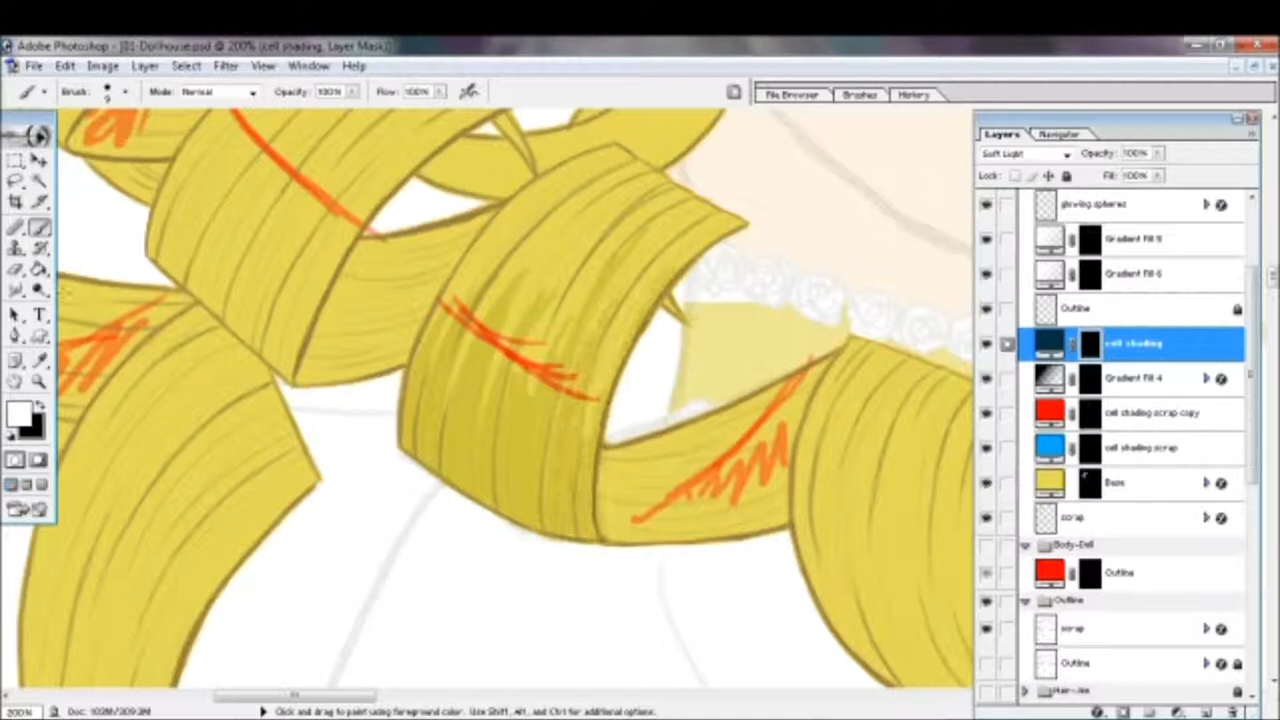 Adobe Photoshop - [01-Dollhouse.psd @ 200% (cell shading, Layer Mask)]
File Edit Image Layer Select Filter View Window Help
Brush: 9 Mode: Normal Opacity: 100% Flow: 100% File Browser Brushes History
Layers Navigator
Soft Light Opacity: 100%
Lock: Fill: 100%
glowing spheres
Gradient Fill 5
Gradient Fill 6
Outline
cell shading
Gradient Fill 4
cell shading scrap copy
cell shading scrap
Base
scrap
Body-Doll
Outline
Outline
scrap
Outline
200% Doc: Click and drag to paint using foreground color. Use Shift, Alt, and Ctrl for additional options.